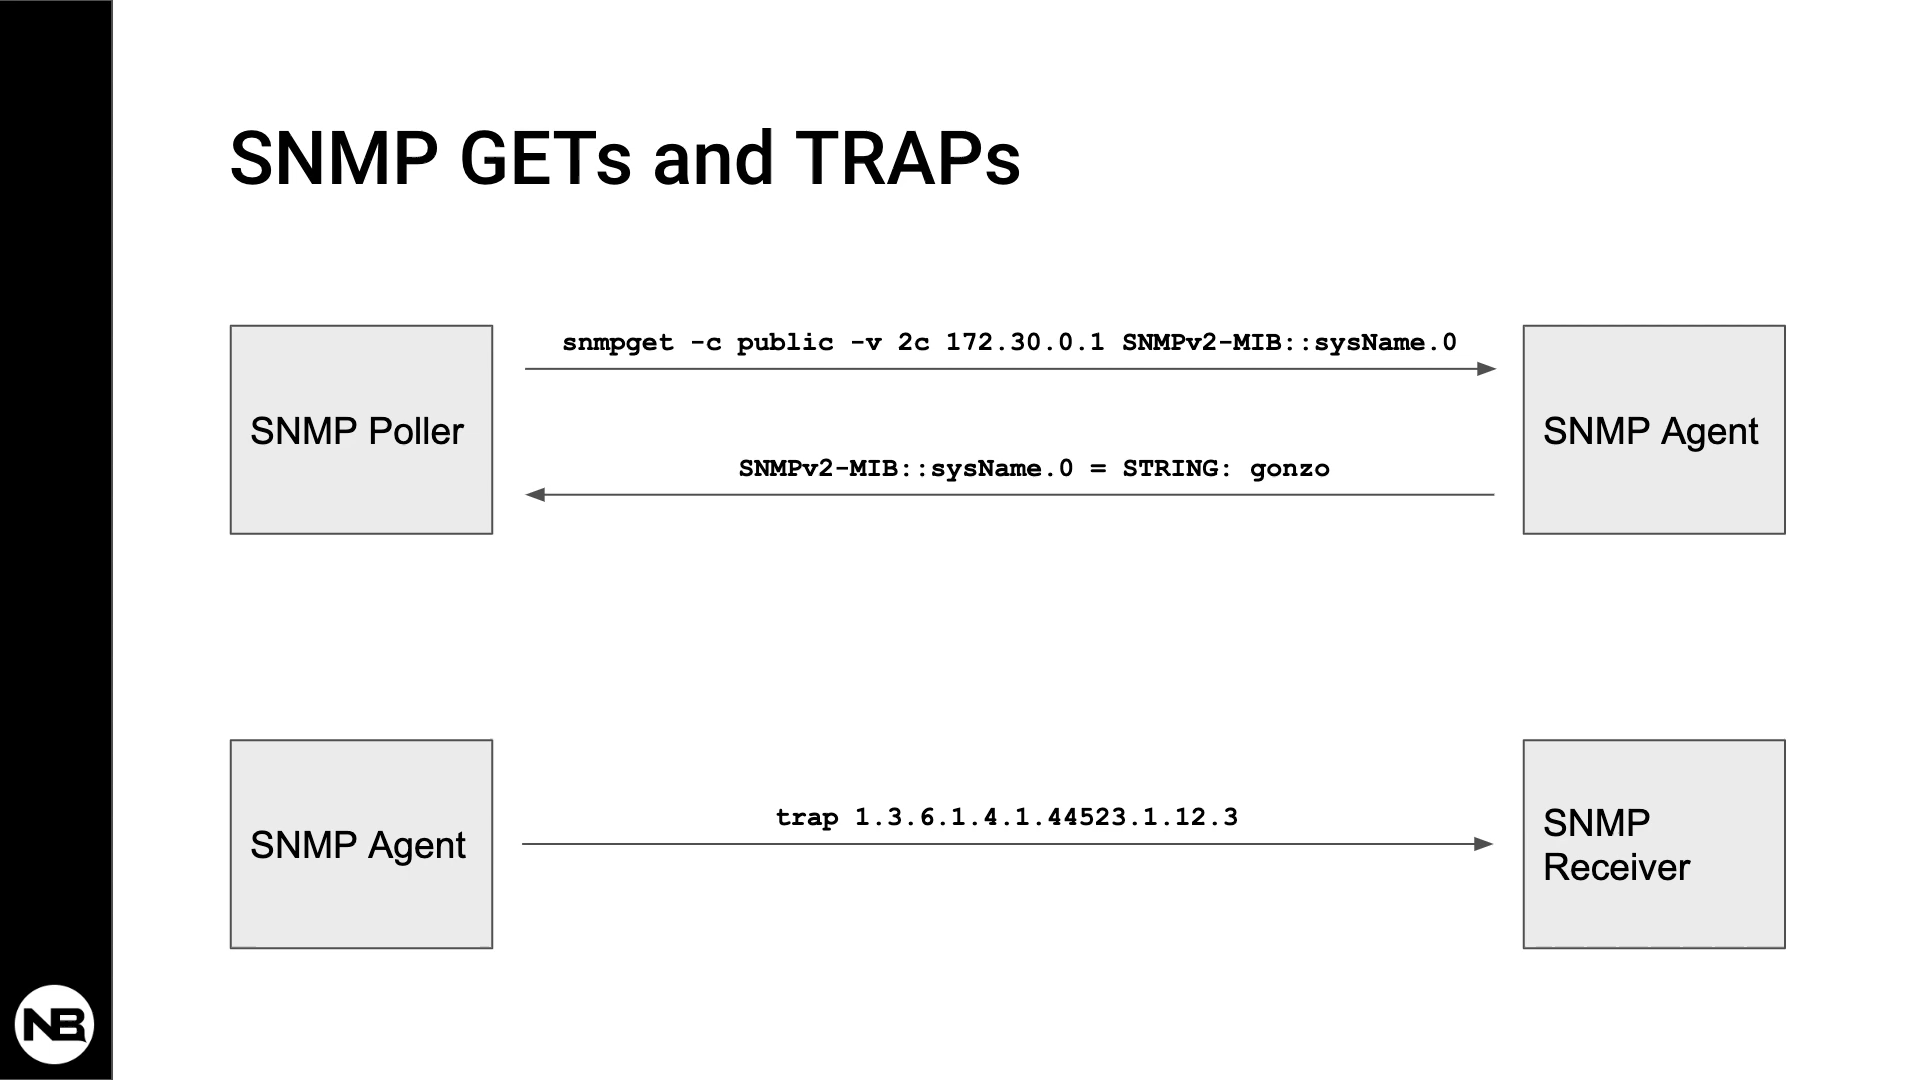 SNMP GETs and TRAPs
snmpget -c public -v 2c 172.30.0.1 SNMPv2-MIB::sysName.0
SNMP Poller
SNMP Agent
SNMPv2-MIB::sysName.0 = STRING: gonzo
trap 1.3.6.1.4.1.44523.1.12.3
SNMP Agent
SNMP
Receiver
NB